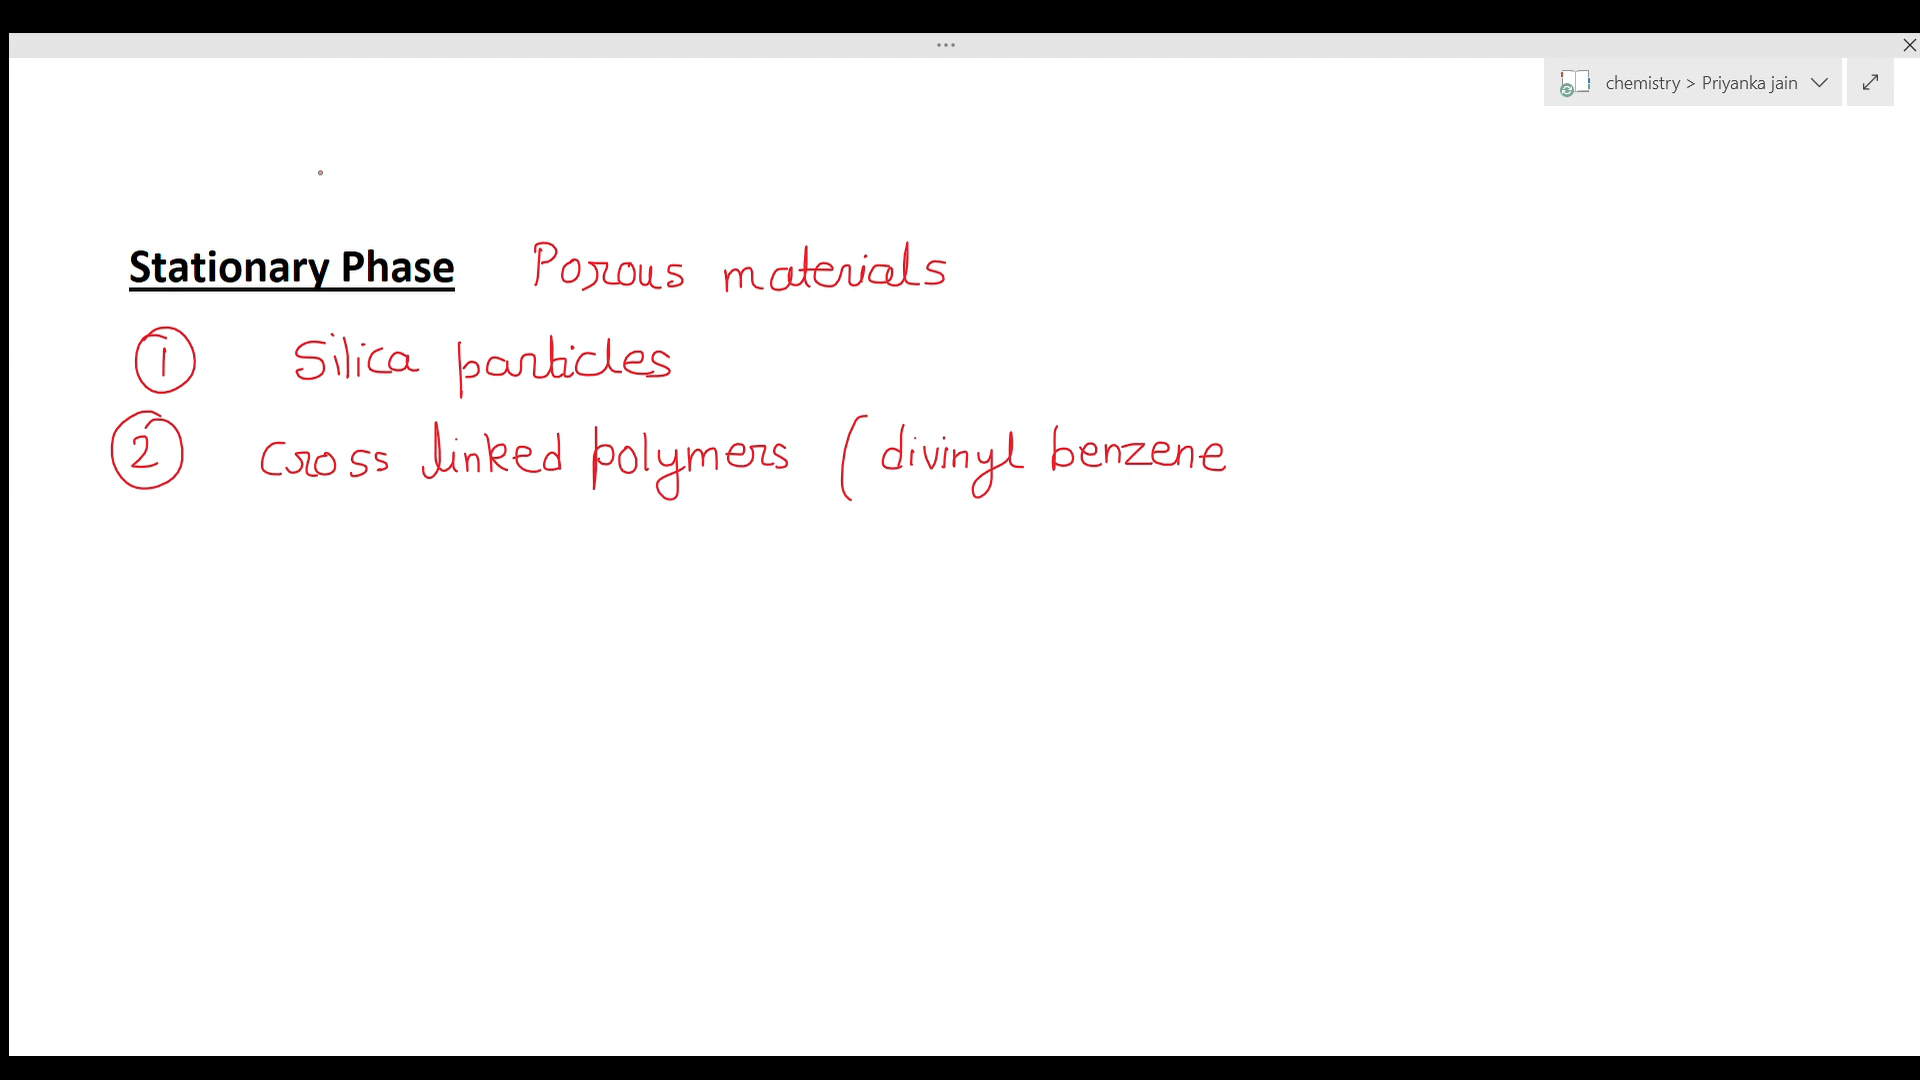 chemistry > Priyanka jain
Stationary Phase Porous materials
1 Silica particles
2 Cross linked polymers ( divinyl benzene